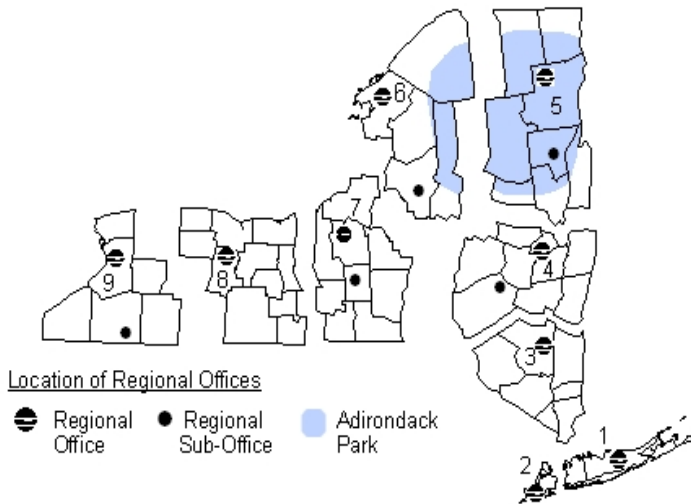 6
5
7
9
8
4
3
Location of Regional Offices
Regional Office
Regional Sub-Office
Adirondack Park
2
1